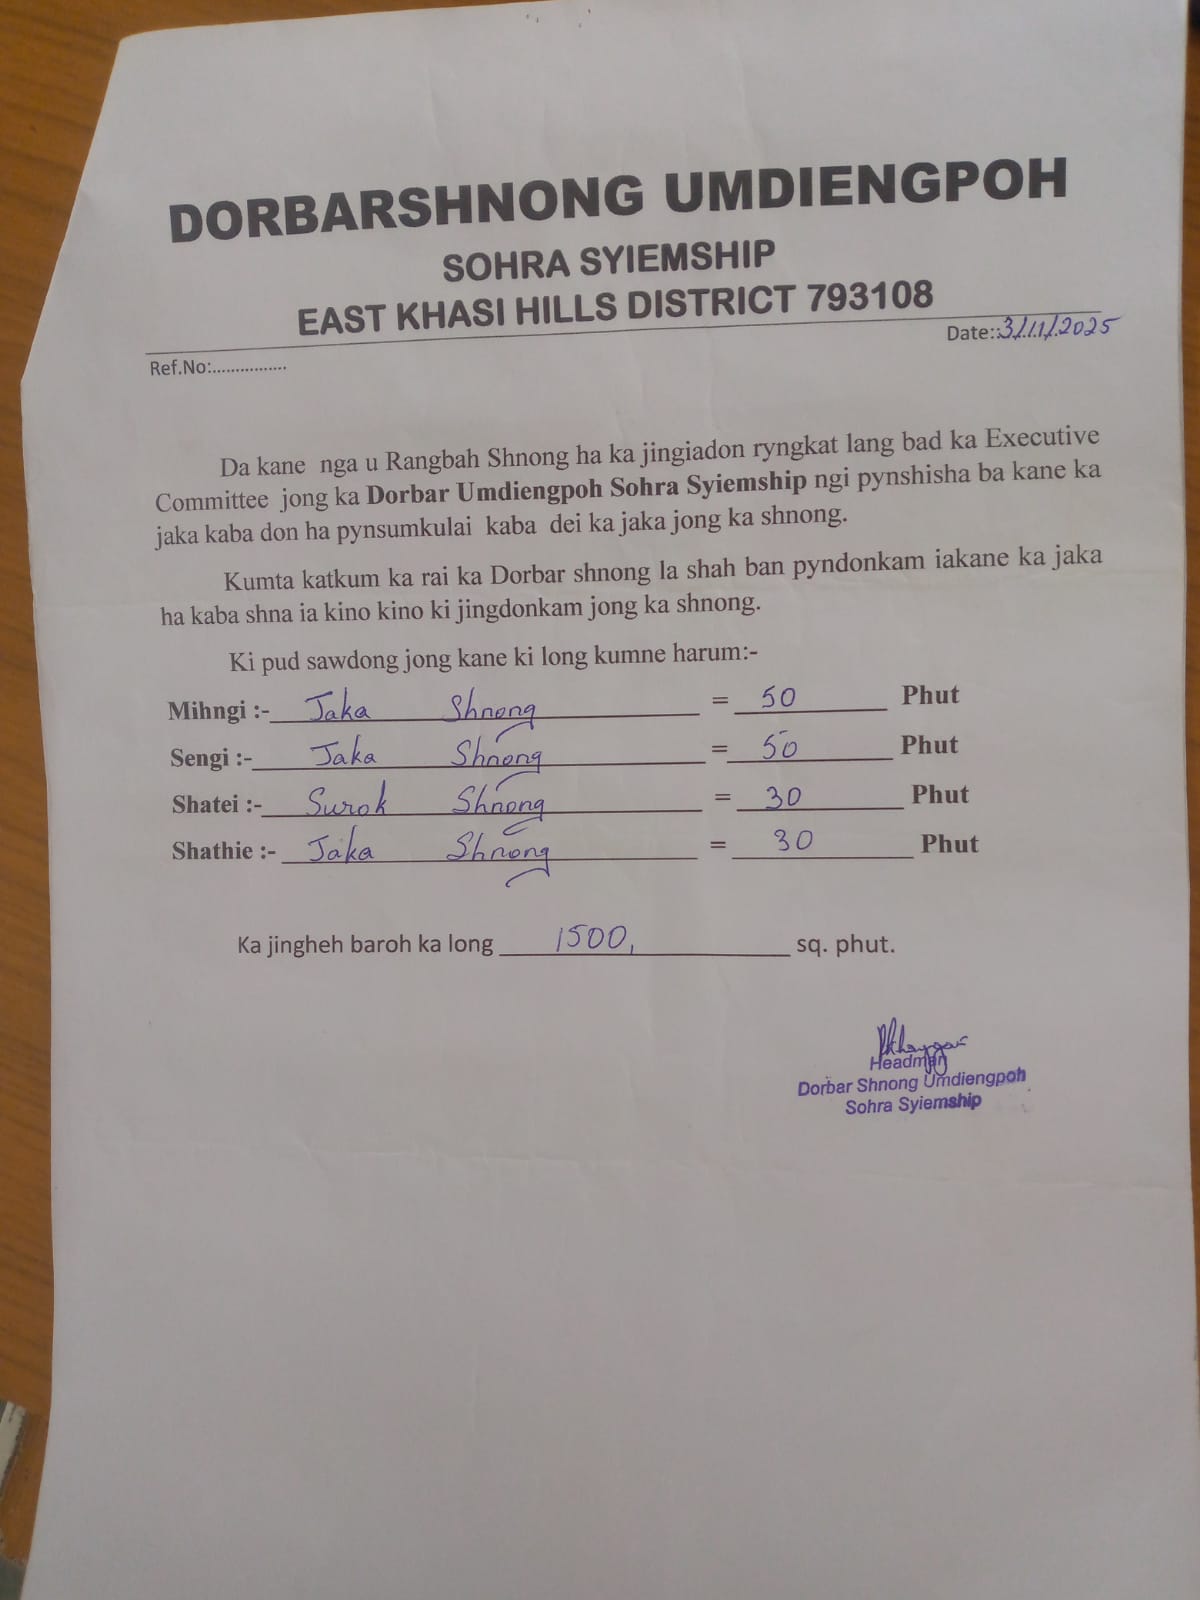 DORBARSHNONG UMDIENGPOH
SOHRA SYIEMSHIP
EAST KHASI HILLS DISTRICT 793108
Ref.No:................
Date::3/11/2025
Da kane nga u Rangbah Shnong ha ka jingiadon ryngkat lang bad ka Executive
Committee jong ka Dorbar Umdiengpoh Sohra Syiemship ngi pynshisha ba kane ka
jaka kaba don ha pynsumkulai kaba dei ka jaka jong ka shnong.
Kumta katkum ka rai ka Dorbar shnong la shah ban pyndonkam iakane ka jaka
ha kaba shna ia kino kino ki jingdonkam jong ka shnong.
Ki pud sawdong jong kane ki long kumne harum:-
Mihngi :- Jaka Shnong = 50 Phut
Sengi :- Jaka Shnong = 50 Phut
Shatei :- Surok Shnong = 30 Phut
Shathie :- Jaka Shnong = 30 Phut
Ka jingheh baroh ka long 1500, sq. phut.
Headman
Dorbar Shnong Umdiengpoh
Sohra Syiemship